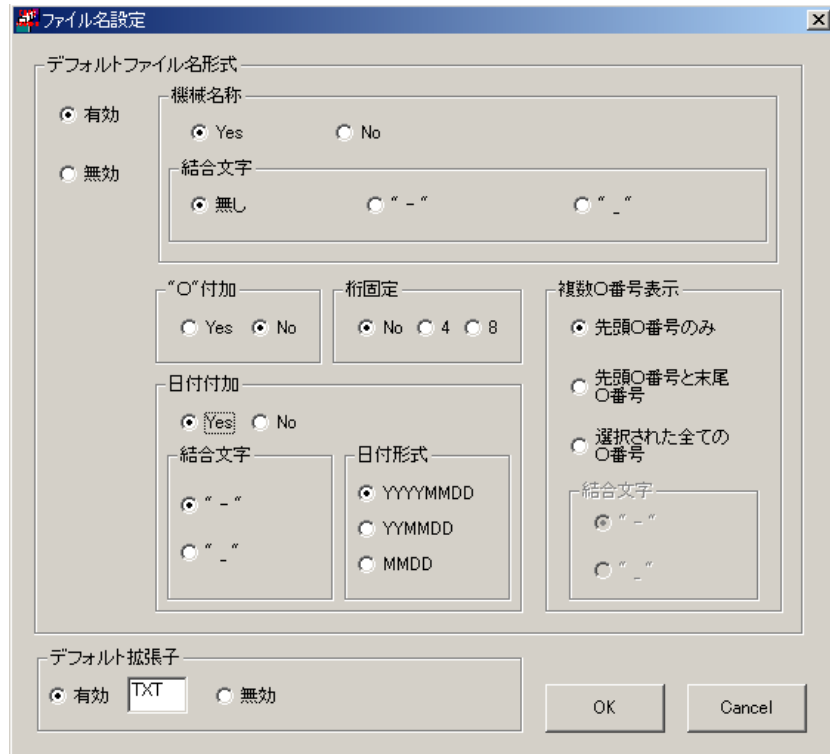 ファイル名設定
デフォルトファイル名形式
有効
無効
機械名称
Yes No
結合文字
無し " - " " _ "
"O"付加
Yes No
桁固定
No 4 8
日付付加
Yes No
結合文字
" - "
" _ "
日付形式
YYYYMMDD
YYMMDD
MMDD
複数O番号表示
先頭O番号のみ
先頭O番号と末尾
O番号
選択された全ての
O番号
結合文字
" - "
" _ "
デフォルト拡張子
有効 TXT 無効
OK Cancel